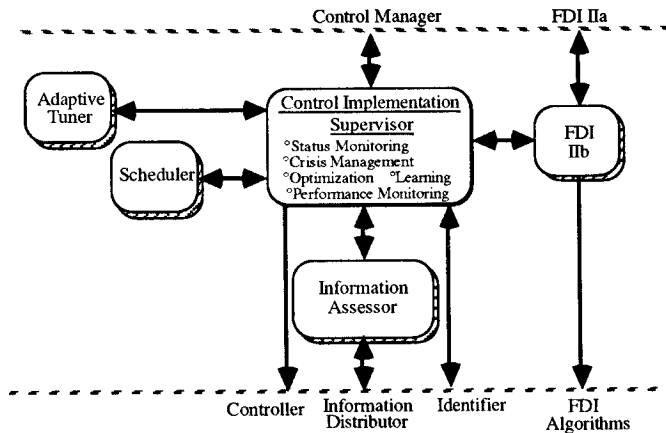 Control Manager
FDI IIa
Adaptive
Tuner
Control Implementation
Supervisor
°Status Monitoring
°Crisis Management
°Optimization °Learning
°Performance Monitoring
FDI
IIb
Scheduler
Information
Assessor
Controller
Information
Distributor
Identifier
FDI
Algorithms